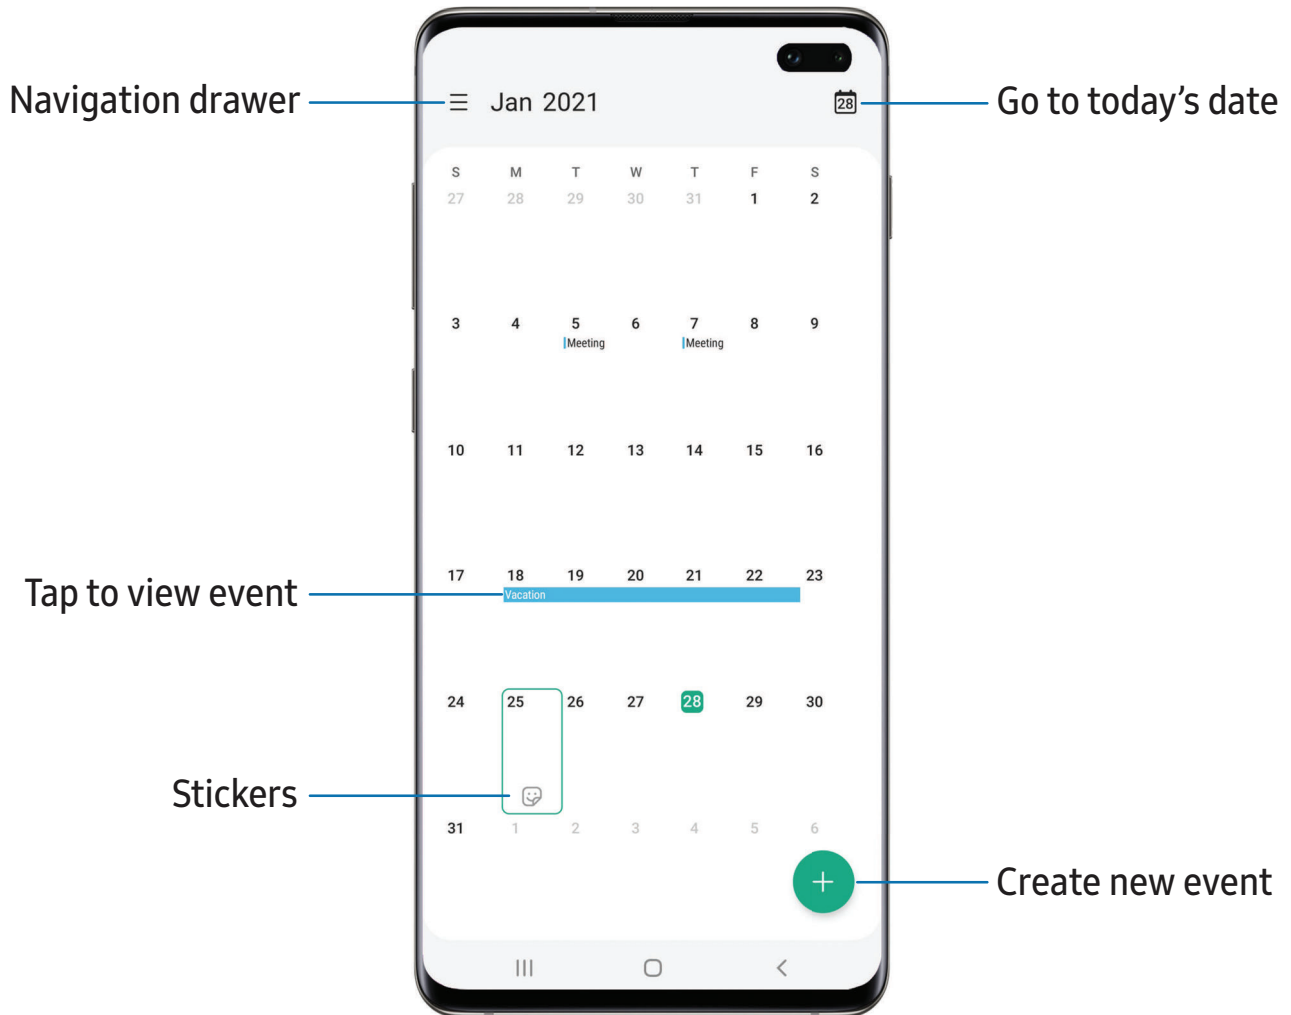 Navigation drawer
Jan 2021
28
Go to today's date
S M T W T F S
27 28 29 30 31 1 2
3 4 5 6 7 8 9
Meeting Meeting
10 11 12 13 14 15 16
17 18 19 20 21 22 23
Tap to view event
Vacation
24 25 26 27 28 29 30
Stickers
31 1 2 3 4 5 6
Create new event